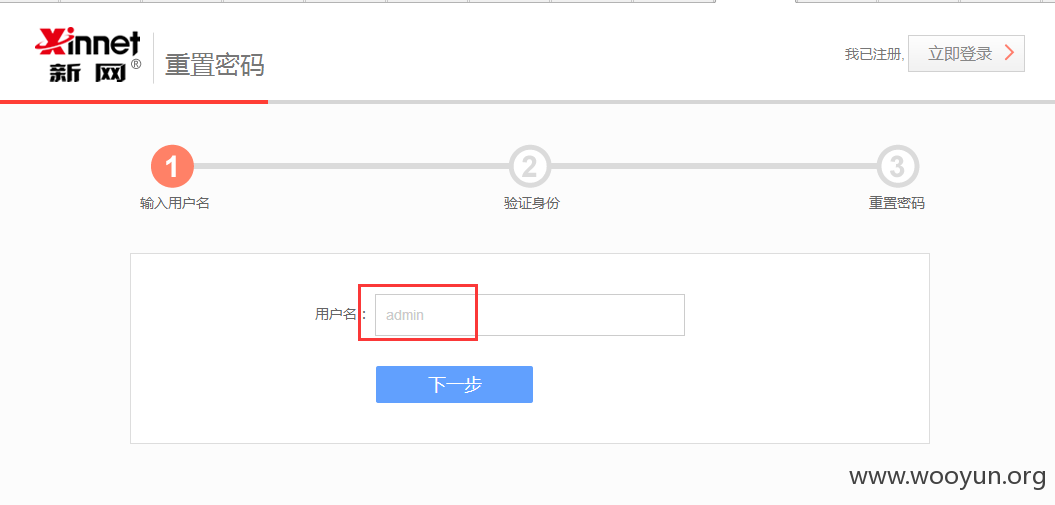 Xinnet
新网®
重置密码
我已注册, 立即登录
1 2 3
输入用户名 验证身份 重置密码
用户名: admin
下一步
www.wooyun.org